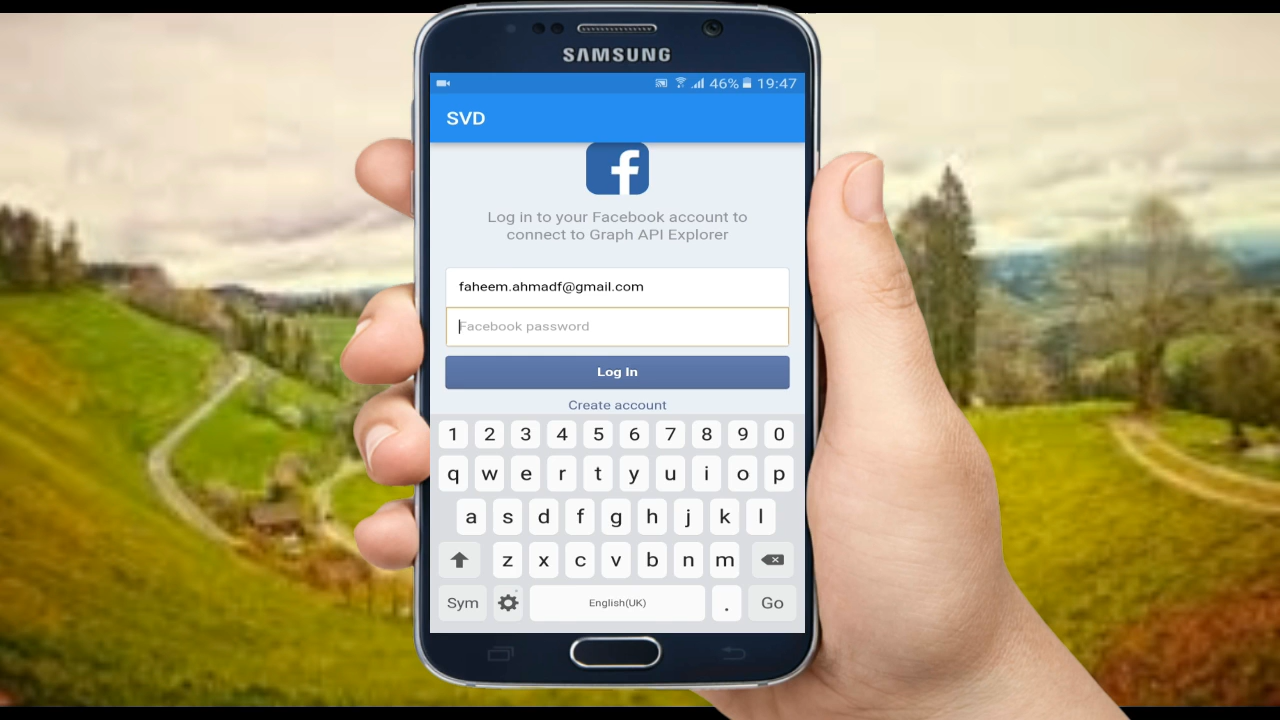 SAMSUNG
46% 19:47
SVD
f
Log in to your Facebook account to
connect to Graph API Explorer
faheem.ahmadf@gmail.com
Facebook password
Log In
Create account
1 2 3 4 5 6 7 8 9 0
q w e r t y u i o p
a s d f g h j k l
z x c v b n m
Sym English(UK) . Go